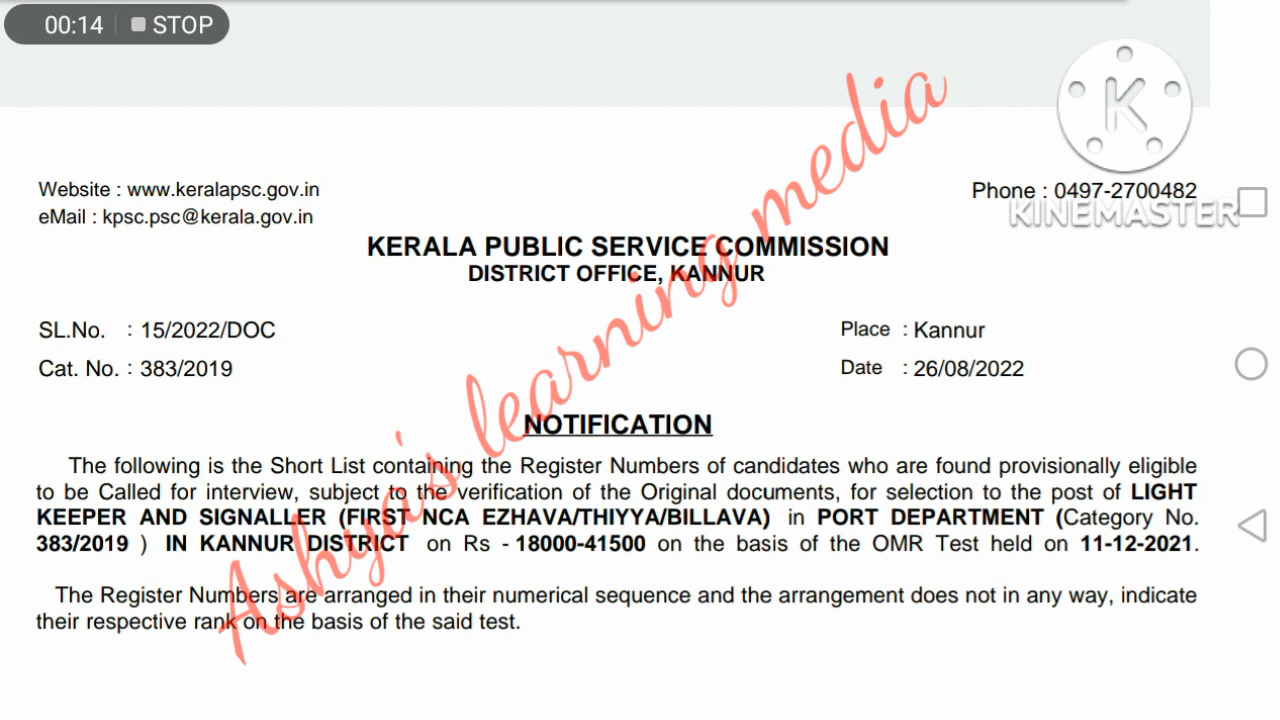 00:14 STOP
K
Website : www.keralapsc.gov.in
Phone : 0497-2700482
eMail : kpsc.psc@kerala.gov.in
KINEMASTER
KERALA PUBLIC SERVICE COMMISSION
DISTRICT OFFICE, KANNUR
SL.No. : 15/2022/DOC
Place : Kannur
Cat. No. : 383/2019
Date : 26/08/2022
NOTIFICATION
The following is the Short List containing the Register Numbers of candidates who are found provisionally eligible
to be Called for interview, subject to the verification of the Original documents, for selection to the post of LIGHT
KEEPER AND SIGNALLER (FIRST NCA EZHAVA/THIYYA/BILLAVA) in PORT DEPARTMENT (Category No.
383/2019 ) IN KANNUR DISTRICT on Rs - 18000-41500 on the basis of the OMR Test held on 11-12-2021.
The Register Numbers are arranged in their numerical sequence and the arrangement does not in any way, indicate
their respective rank on the basis of the said test.
Ashya's learning media